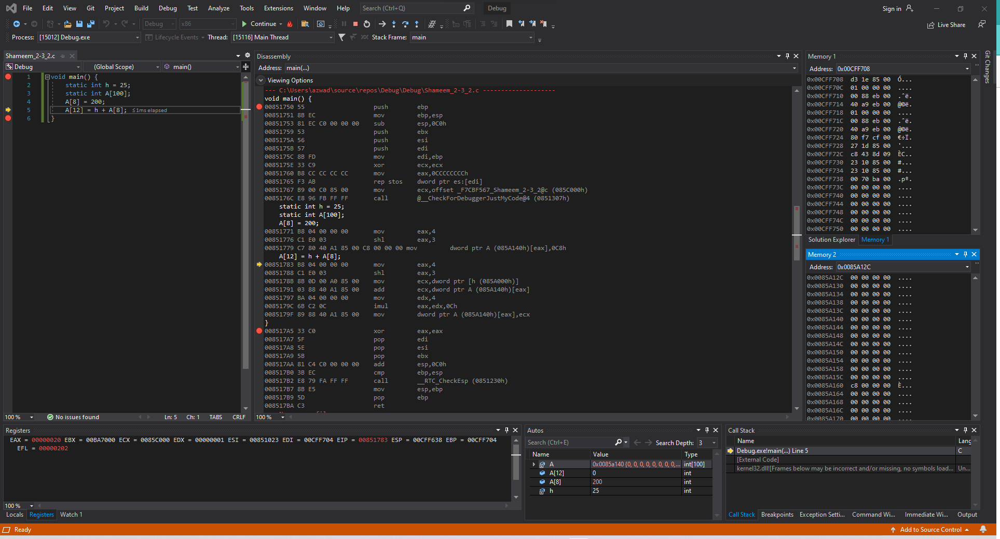 File Edit View Git Project Build Debug Test Analyze Tools Extensions Window Help Search (Ctrl+Q) Debug Sign in
Debug x86 Continue Live Share
Process: [15012] Debug.exe Lifecycle Events Thread: [15116] Main Thread Stack Frame: main
Shameem_2-3_2.c
Debug (Global Scope) main()
1 void main() {
2 static int h = 25;
3 static int A[100];
4 A[8] = 200;
5 A[12] = h + A[8]; ≤1ms elapsed
6 }
100 % No issues found Ln: 5 Ch: 1 TABS CRLF
Disassembly
Address: main(...)
Viewing Options
--- C:\Users\azwad\source\repos\Debug\Debug\Shameem_2-3_2.c --------------------
void main() {
00851750 55 push ebp
00851751 8B EC mov ebp,esp
00851753 81 EC C0 00 00 00 sub esp,0C0h
00851759 53 push ebx
0085175A 56 push esi
0085175B 57 push edi
0085175C 8B FD mov edi,ebp
0085175E 33 C9 xor ecx,ecx
00851760 B8 CC CC CC CC mov eax,0CCCCCCCCh
00851765 F3 AB rep stos dword ptr es:[edi]
00851767 B9 00 C0 85 00 mov ecx,offset _F7CBF567_Shameem_2-3_2@c (085C000h)
0085176C E8 96 FB FF FF call @__CheckForDebuggerJustMyCode@4 (0851307h)
static int h = 25;
static int A[100];
A[8] = 200;
00851771 B8 04 00 00 00 mov eax,4
00851776 C1 E0 03 shl eax,3
00851779 C7 80 40 A1 85 00 C8 00 00 00 mov dword ptr A (085A140h)[eax],0C8h
A[12] = h + A[8];
00851783 B8 04 00 00 00 mov eax,4
00851788 C1 E0 03 shl eax,3
0085178B 8B 0D 00 A0 85 00 mov ecx,dword ptr [h (085A000h)]
00851791 03 88 40 A1 85 00 add ecx,dword ptr A (085A140h)[eax]
00851797 BA 04 00 00 00 mov edx,4
0085179C 6B C2 0C imul eax,edx,0Ch
0085179F 89 88 40 A1 85 00 mov dword ptr A (085A140h)[eax],ecx
}
008517A5 33 C0 xor eax,eax
008517A7 5F pop edi
008517A8 5E pop esi
008517A9 5B pop ebx
008517AA 81 C4 C0 00 00 00 add esp,0C0h
008517B0 3B EC cmp ebp,esp
008517B2 E8 79 FA FF FF call __RTC_CheckEsp (0851230h)
008517B7 8B E5 mov esp,ebp
008517B9 5D pop ebp
008517BA C3 ret
100 %
Memory 1
Address: 0x00CFF708
0x00CFF708 d3 1e 85 00 Ó...
0x00CFF70C 01 00 00 00 ....
0x00CFF710 00 88 eb 00 .ˆë.
0x00CFF714 40 a9 eb 00 @©ë.
0x00CFF718 01 00 00 00 ....
0x00CFF71C 00 88 eb 00 .ˆë.
0x00CFF720 40 a9 eb 00 @©ë.
0x00CFF724 80 f7 cf 00 €÷Ï.
0x00CFF728 27 1d 85 00 '...
0x00CFF72C c8 43 8d 09 ÈC..
0x00CFF730 23 10 85 00 #...
0x00CFF734 23 10 85 00 #...
0x00CFF738 00 70 ba 00 .pº.
0x00CFF73C 00 00 00 00 ....
0x00CFF740 00 00 00 00 ....
0x00CFF744 00 00 00 00 ....
0x00CFF748 00 00 00 00 ....
0x00CFF74C 00 00 00 00 ....
0x00CFF750 00 00 00 00 ....
Solution Explorer Memory 1
Memory 2
Address: 0x0085A12C
0x0085A12C 00 00 00 00 ....
0x0085A130 00 00 00 00 ....
0x0085A134 00 00 00 00 ....
0x0085A138 00 00 00 00 ....
0x0085A13C 00 00 00 00 ....
0x0085A140 00 00 00 00 ....
0x0085A144 00 00 00 00 ....
0x0085A148 00 00 00 00 ....
0x0085A14C 00 00 00 00 ....
0x0085A150 00 00 00 00 ....
0x0085A154 00 00 00 00 ....
0x0085A158 00 00 00 00 ....
0x0085A15C 00 00 00 00 ....
0x0085A160 c8 00 00 00 È...
0x0085A164 00 00 00 00 ....
0x0085A168 00 00 00 00 ....
0x0085A16C 00 00 00 00 ....
0x0085A170 00 00 00 00 ....
Git Changes
Registers
EAX = 00000020 EBX = 00BA7000 ECX = 0085C000 EDX = 00000001 ESI = 00851023 EDI = 00CFF704 EIP = 00851783 ESP = 00CFF638 EBP = 00CFF704
EFL = 00000202
100 %
Locals Registers Watch 1
Autos
Search (Ctrl+E) Search Depth: 3
Name Value Type
A 0x0085a140 {0, 0, 0, 0, 0, 0, 0, 0,... int[100]
A[12] 0 int
A[8] 200 int
h 25 int
Call Stack
Name Lang
Debug.exe!main(...) Line 5 C
[External Code]
kernel32.dll![Frames below may be incorrect and/or missing, no symbols load... Un...
Call Stack Breakpoints Exception Setti... Command Wi... Immediate Wi... Output
Ready Add to Source Control